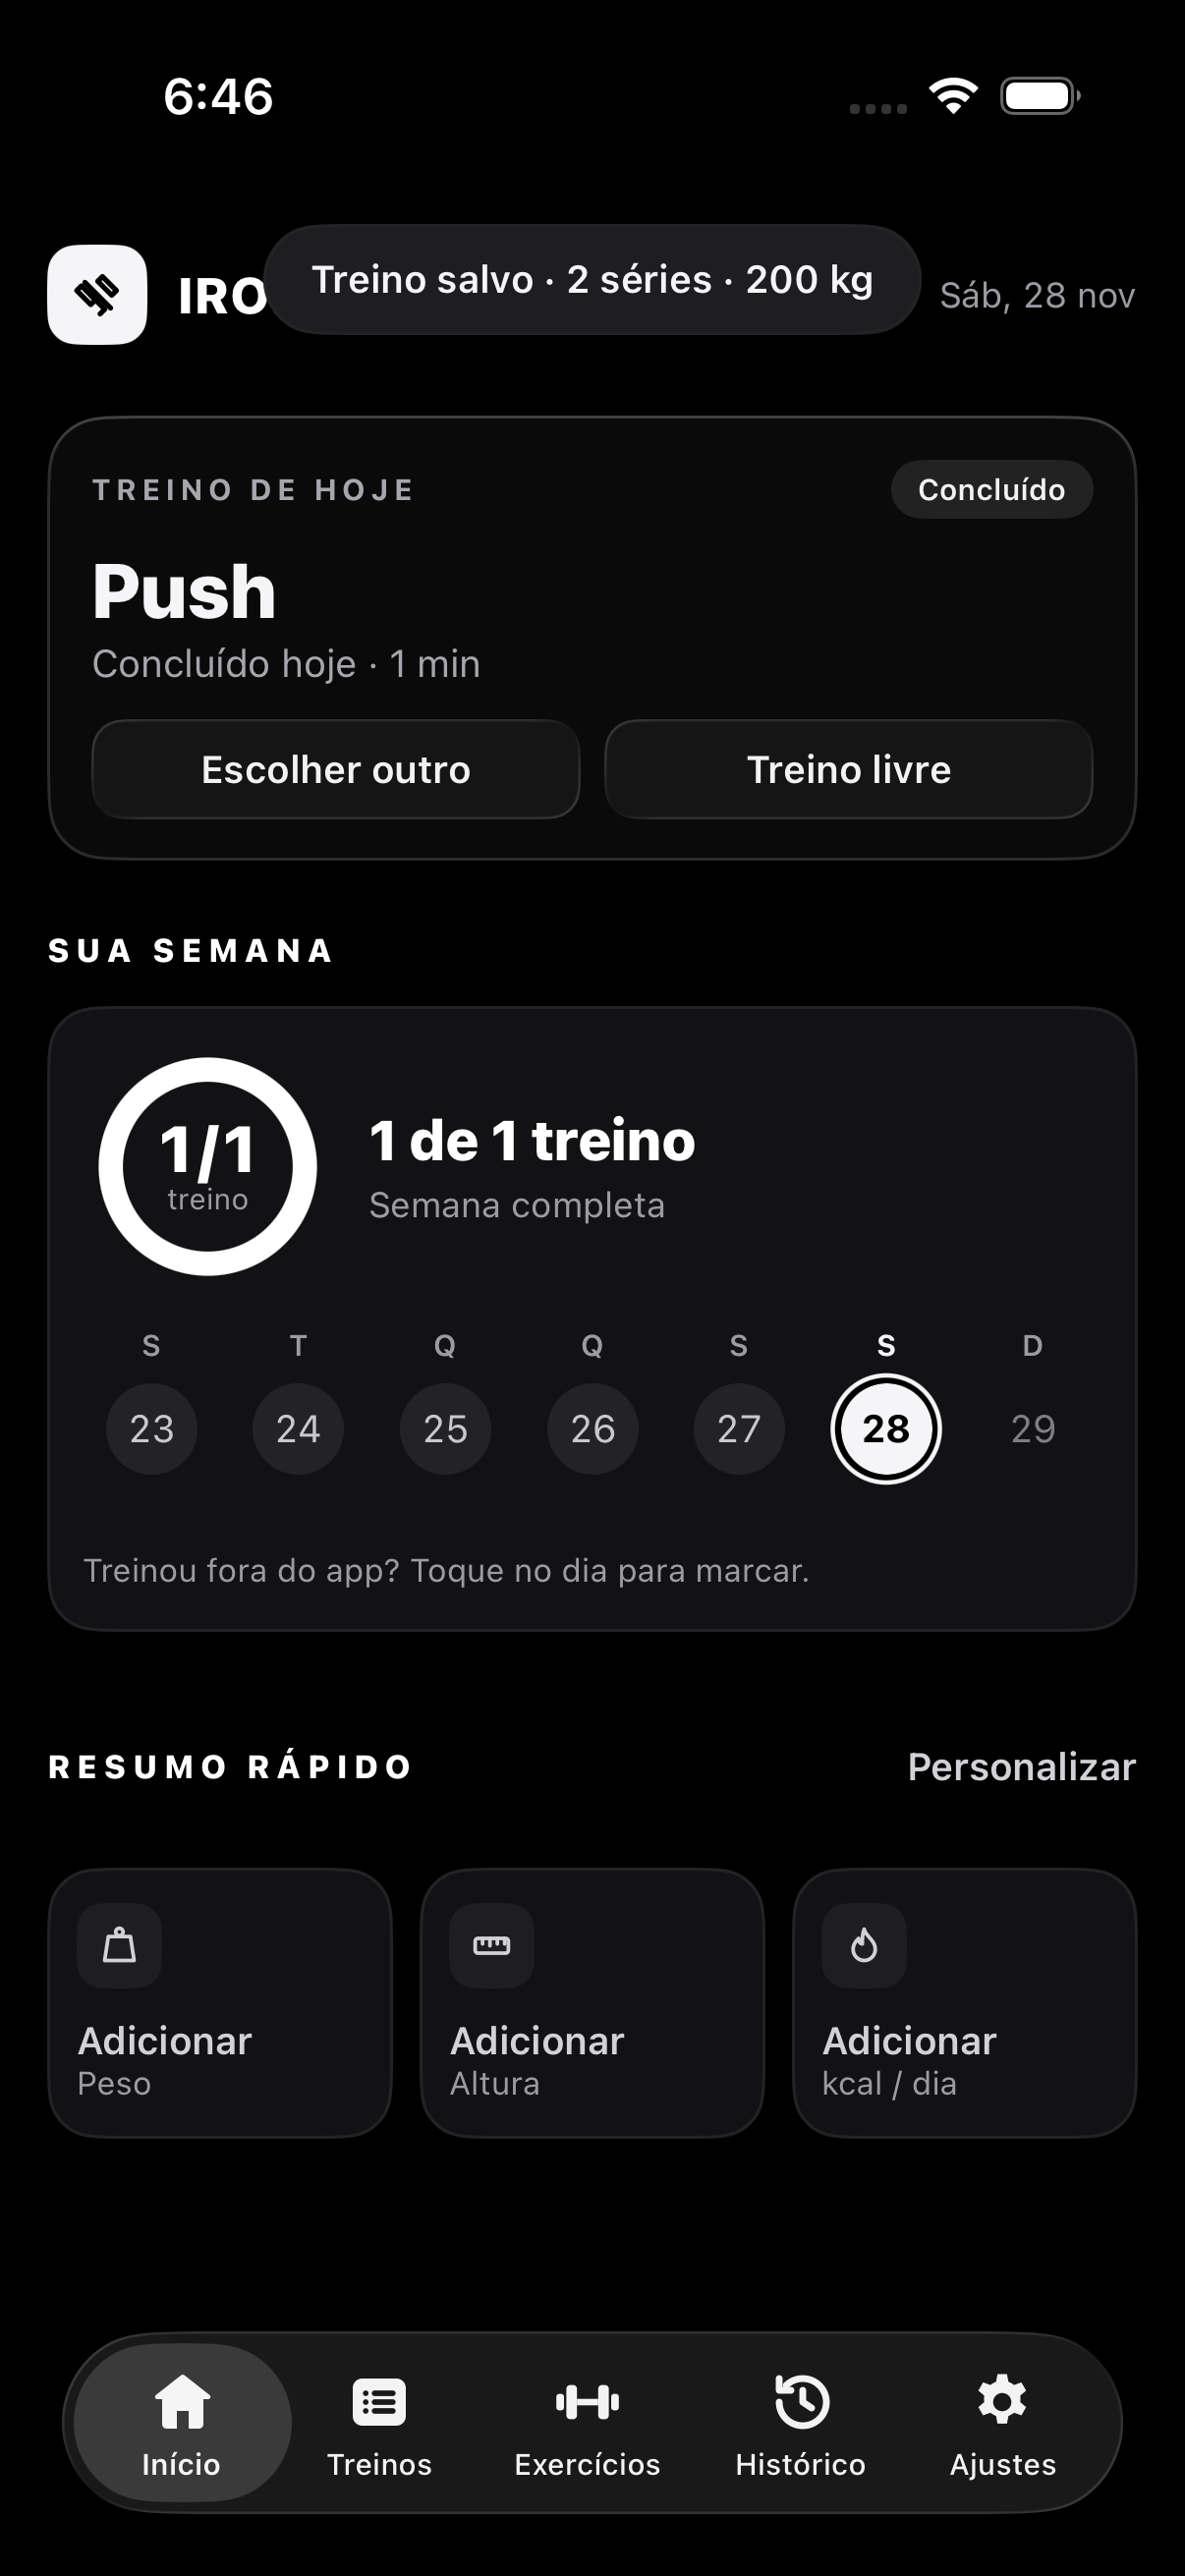 6:46
IRO
Treino salvo · 2 séries · 200 kg
Sáb, 28 nov
TREINO DE HOJE
Concluído
Push
Concluído hoje · 1 min
Escolher outro
Treino livre
SUA SEMANA
1/1
treino
1 de 1 treino
Semana completa
S T Q Q S S D
23 24 25 26 27 28 29
Treinou fora do app? Toque no dia para marcar.
RESUMO RÁPIDO
Personalizar
Adicionar
Peso
Adicionar
Altura
Adicionar
kcal / dia
Início
Treinos
Exercícios
Histórico
Ajustes